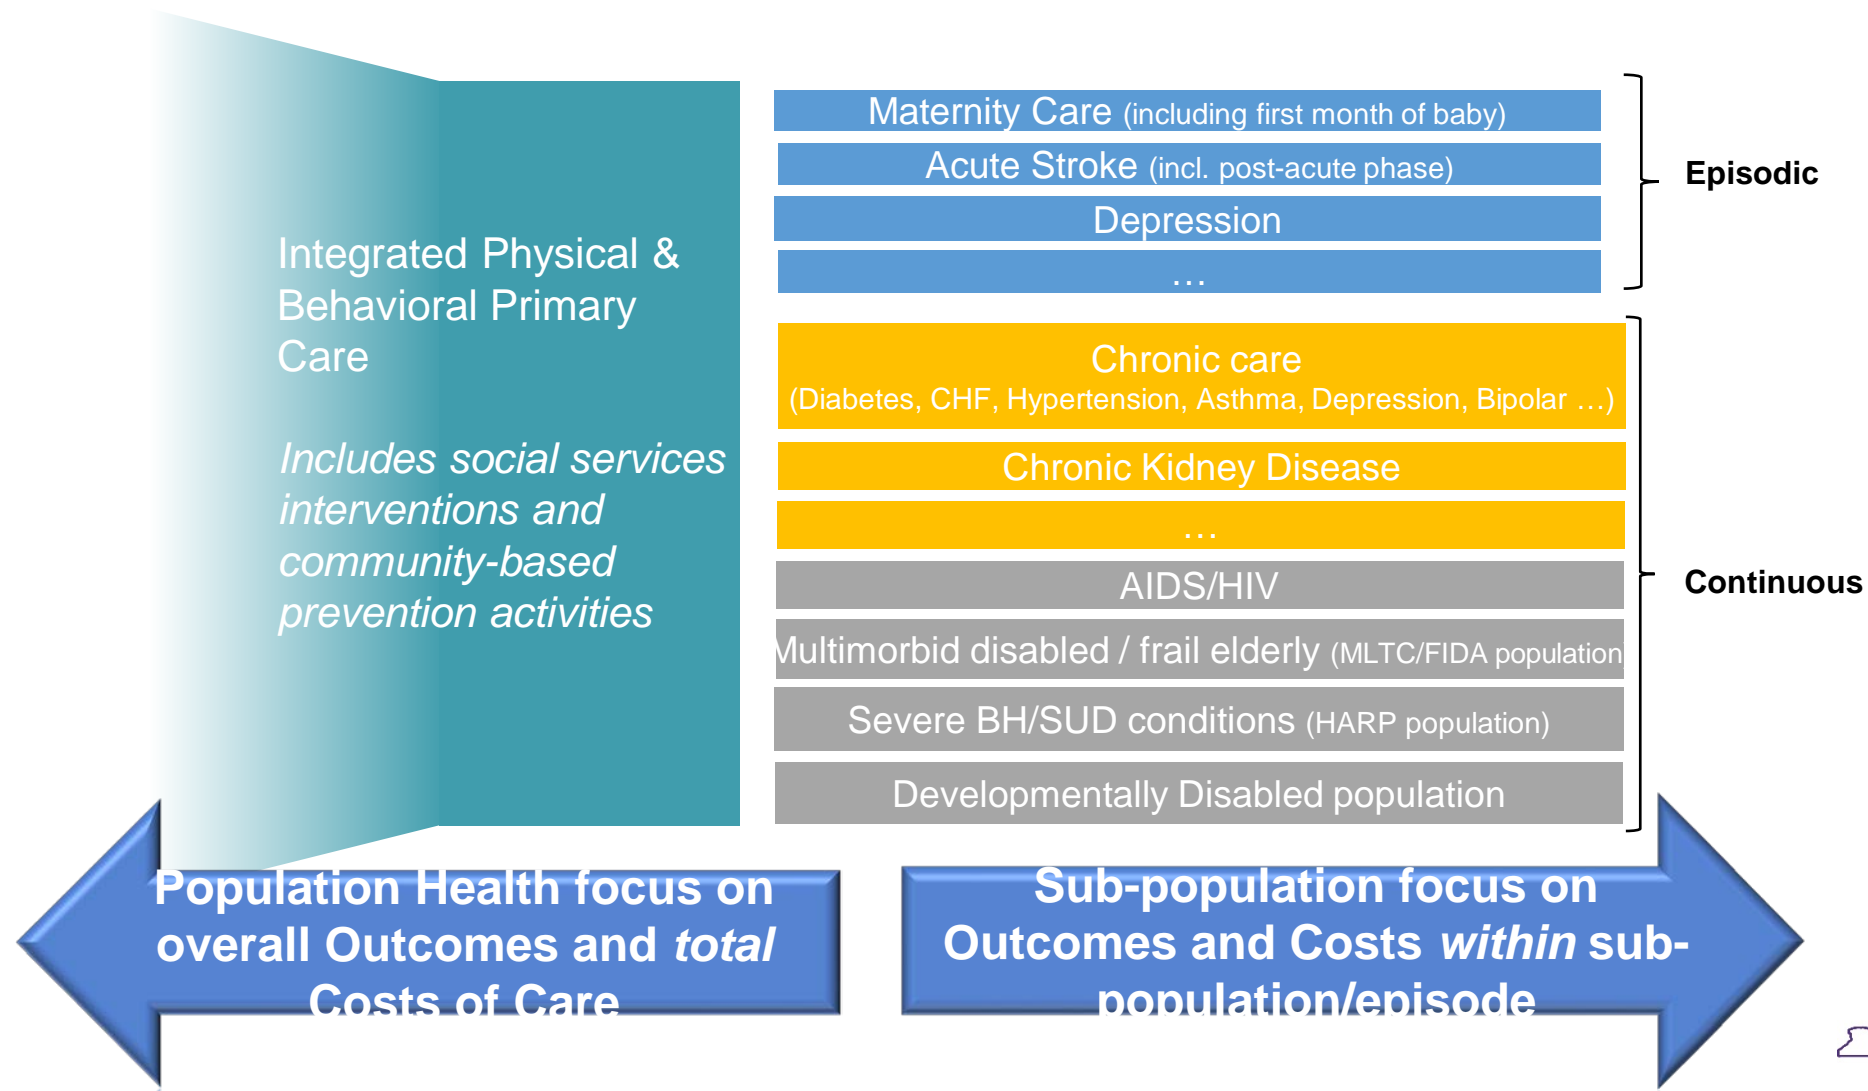 Integrated Physical &
Behavioral Primary
Care
Includes social services
interventions and
community-based
prevention activities
Maternity Care (including first month of baby)
Acute Stroke (incl. post-acute phase)
Depression
…
Episodic
Chronic care
(Diabetes, CHF, Hypertension, Asthma, Depression, Bipolar …)
Chronic Kidney Disease
…
AIDS/HIV
Multimorbid disabled / frail elderly (MLTC/FIDA population)
Severe BH/SUD conditions (HARP population)
Developmentally Disabled population
Continuous
Population Health focus on
overall Outcomes and total
Costs of Care
Sub-population focus on
Outcomes and Costs within sub-
population/episode